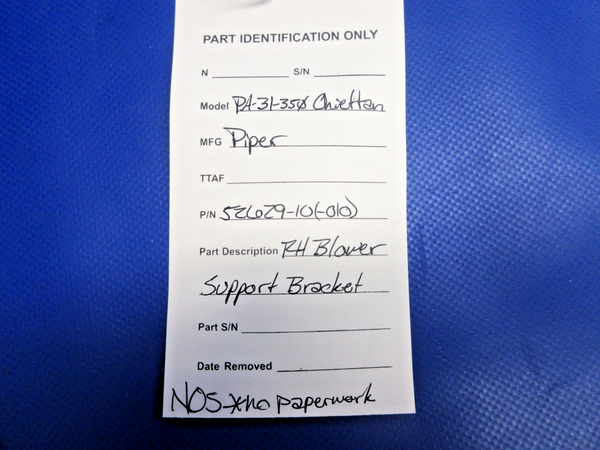 PART IDENTIFICATION ONLY
N S/N
Model PA-31-350 Chieftan
MFG Piper
TTAF
P/N 52629-10(-010)
Part Description RH Blower
Support Bracket
Part S/N
Date Removed
NOS *no paperwork